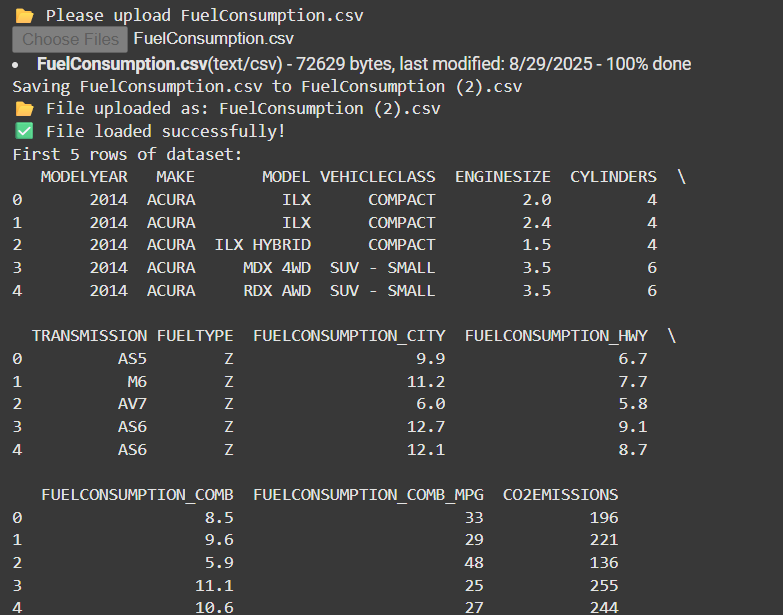 📂 Please upload FuelConsumption.csv
Choose Files FuelConsumption.csv
• FuelConsumption.csv(text/csv) - 72629 bytes, last modified: 8/29/2025 - 100% done
Saving FuelConsumption.csv to FuelConsumption (2).csv
📂 File uploaded as: FuelConsumption (2).csv
✅ File loaded successfully!
First 5 rows of dataset:
   MODELYEAR   MAKE       MODEL VEHICLECLASS  ENGINESIZE  CYLINDERS  \
0       2014  ACURA         ILX      COMPACT         2.0          4
1       2014  ACURA         ILX      COMPACT         2.4          4
2       2014  ACURA  ILX HYBRID      COMPACT         1.5          4
3       2014  ACURA     MDX 4WD  SUV - SMALL         3.5          6
4       2014  ACURA     RDX AWD  SUV - SMALL         3.5          6
  TRANSMISSION FUELTYPE  FUELCONSUMPTION_CITY  FUELCONSUMPTION_HWY  \
0          AS5        Z                   9.9                  6.7
1           M6        Z                  11.2                  7.7
2          AV7        Z                   6.0                  5.8
3          AS6        Z                  12.7                  9.1
4          AS6        Z                  12.1                  8.7
   FUELCONSUMPTION_COMB  FUELCONSUMPTION_COMB_MPG  CO2EMISSIONS
0                   8.5                        33           196
1                   9.6                        29           221
2                   5.9                        48           136
3                  11.1                        25           255
4                  10.6                        27           244